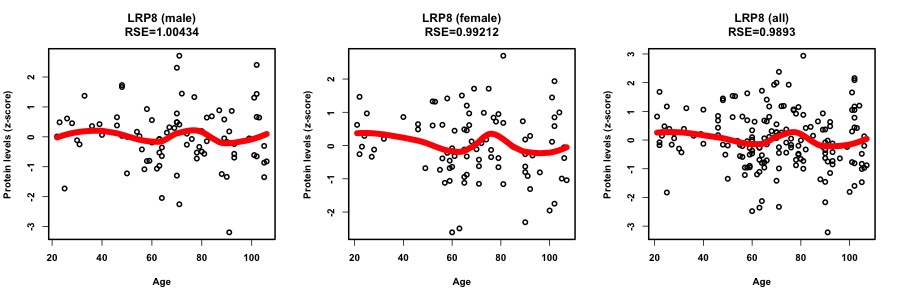 LRP8 (male)
RSE=1.00434
Protein levels (z-score)
2
1
0
-1
-2
-3
20 40 60 80 100
Age
LRP8 (female)
RSE=0.99212
Protein levels (z-score)
2
1
0
-1
-2
20 40 60 80 100
Age
LRP8 (all)
RSE=0.9893
Protein levels (z-score)
3
2
1
0
-1
-2
-3
20 40 60 80 100
Age